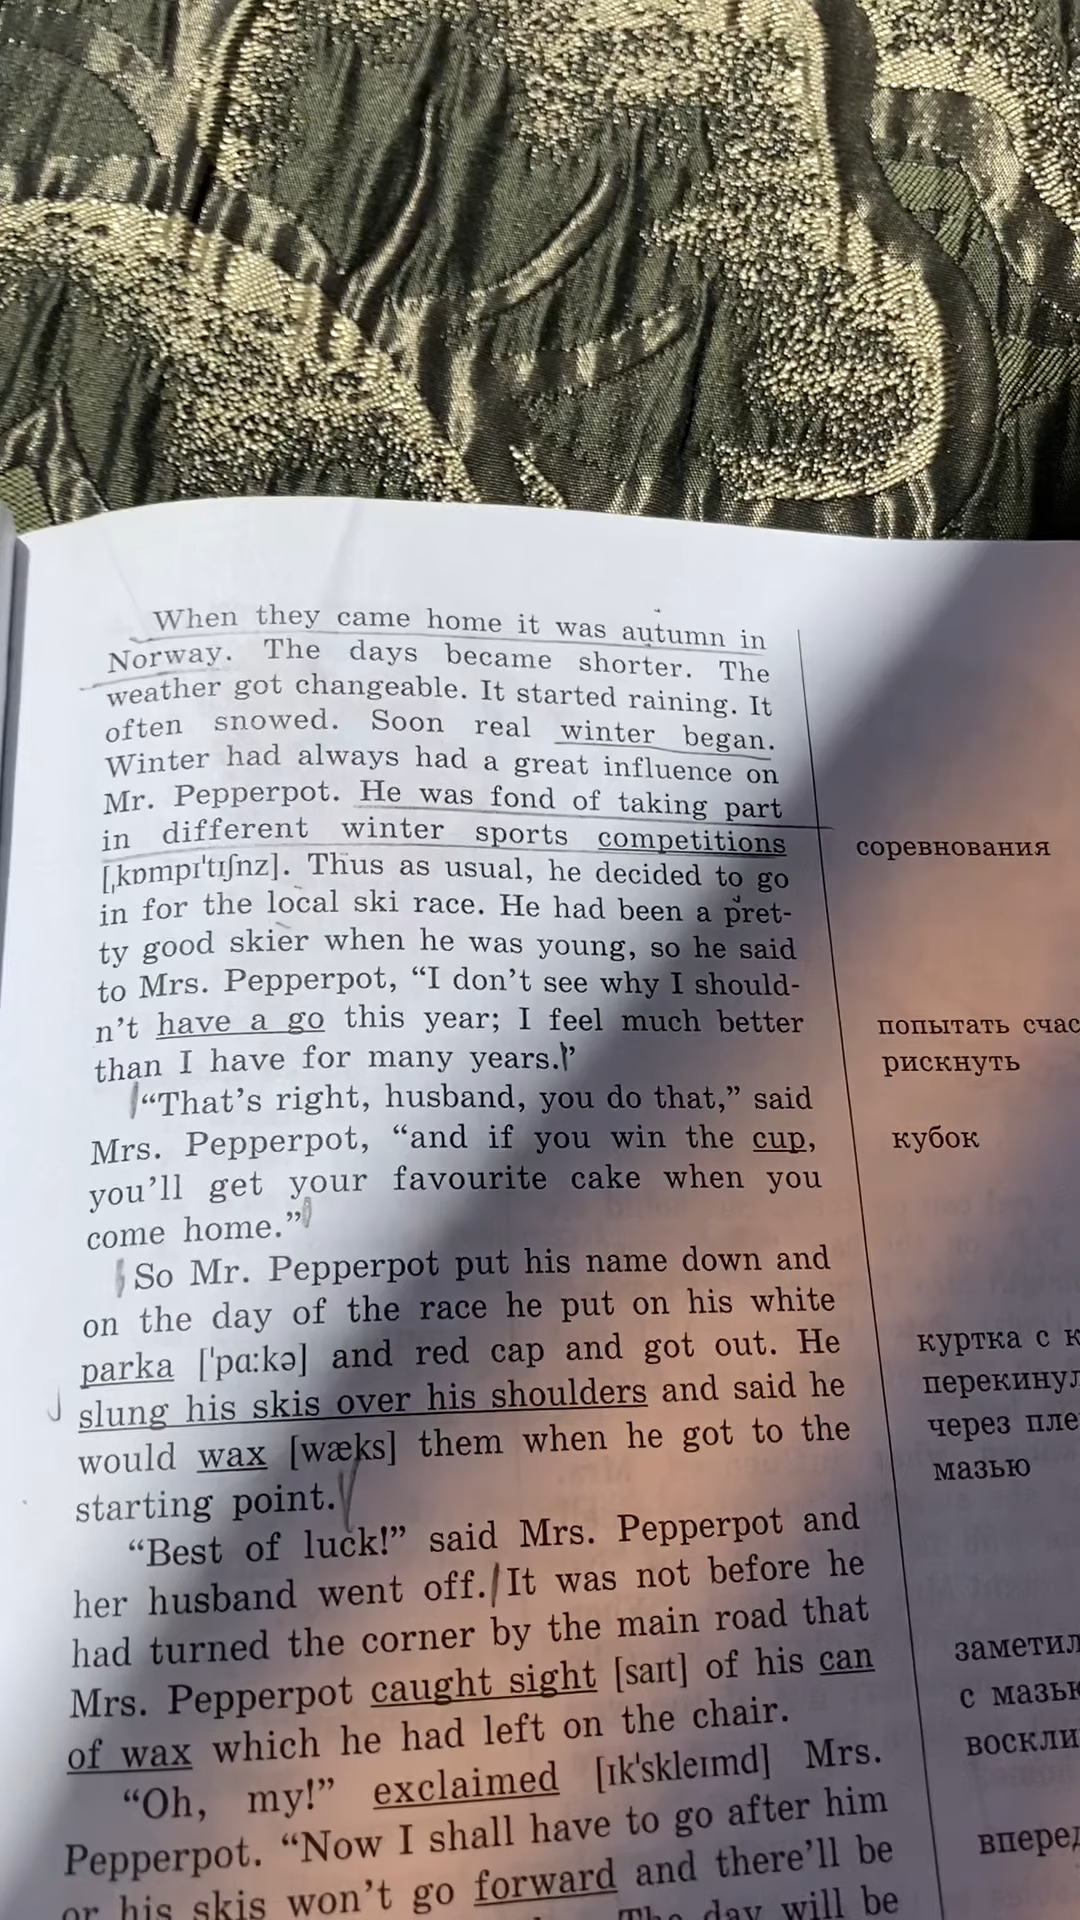 When they came home it was autumn in
Norway. The days became shorter. The
weather got changeable. It started raining. It
often snowed. Soon real winter began.
Winter had always had a great influence on
Mr. Pepperpot. He was fond of taking part
in different winter sports competitions
[ˌkɒmpɪˈtɪʃnz]. Thus as usual, he decided to go
in for the local ski race. He had been a pret-
ty good skier when he was young, so he said
to Mrs. Pepperpot, “I don’t see why I should-
n’t have a go this year; I feel much better
than I have for many years.”
“That’s right, husband, you do that,” said
Mrs. Pepperpot, “and if you win the cup,
you’ll get your favourite cake when you
come home.”
So Mr. Pepperpot put his name down and
on the day of the race he put on his white
parka [ˈpɑːkə] and red cap and got out. He
slung his skis over his shoulders and said he
would wax [wæks] them when he got to the
starting point.
“Best of luck!” said Mrs. Pepperpot and
her husband went off. It was not before he
had turned the corner by the main road that
Mrs. Pepperpot caught sight [saɪt] of his can
of wax which he had left on the chair.
“Oh, my!” exclaimed [ɪkˈskleɪmd] Mrs.
Pepperpot. “Now I shall have to go after him
or his skis won’t go forward and there’ll be
The day will be
соревнования
попытать счас
рискнуть
кубок
куртка с к
перекинул
через пле
мазью
заметил
с мазью
воскли
вперед